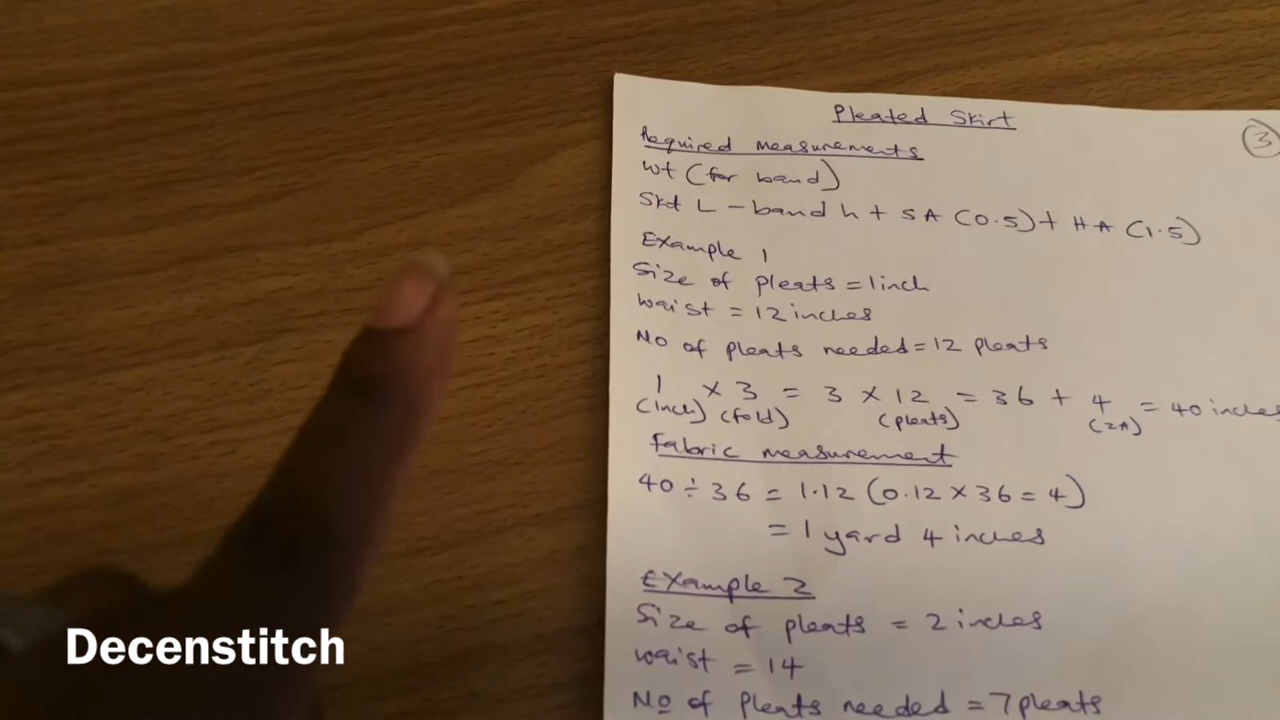 Pleated Skirt
3
Required measurements
Wt (for band)
Skt L - band h + SA (0.5) + HA (1.5)
Example 1
Size of pleats = 1inch
Waist = 12 inches
No of pleats needed = 12 pleats
1 × 3 = 3 × 12 = 36 + 4 = 40 inches
(inch) (fold) (pleats) (ZA)
Fabric measurement
40 ÷ 36 = 1.12 (0.12 × 36 = 4)
= 1 yard 4 inches
Example 2
Size of pleats = 2 inches
Waist = 14
No of pleats needed = 7 pleats
Decenstitch